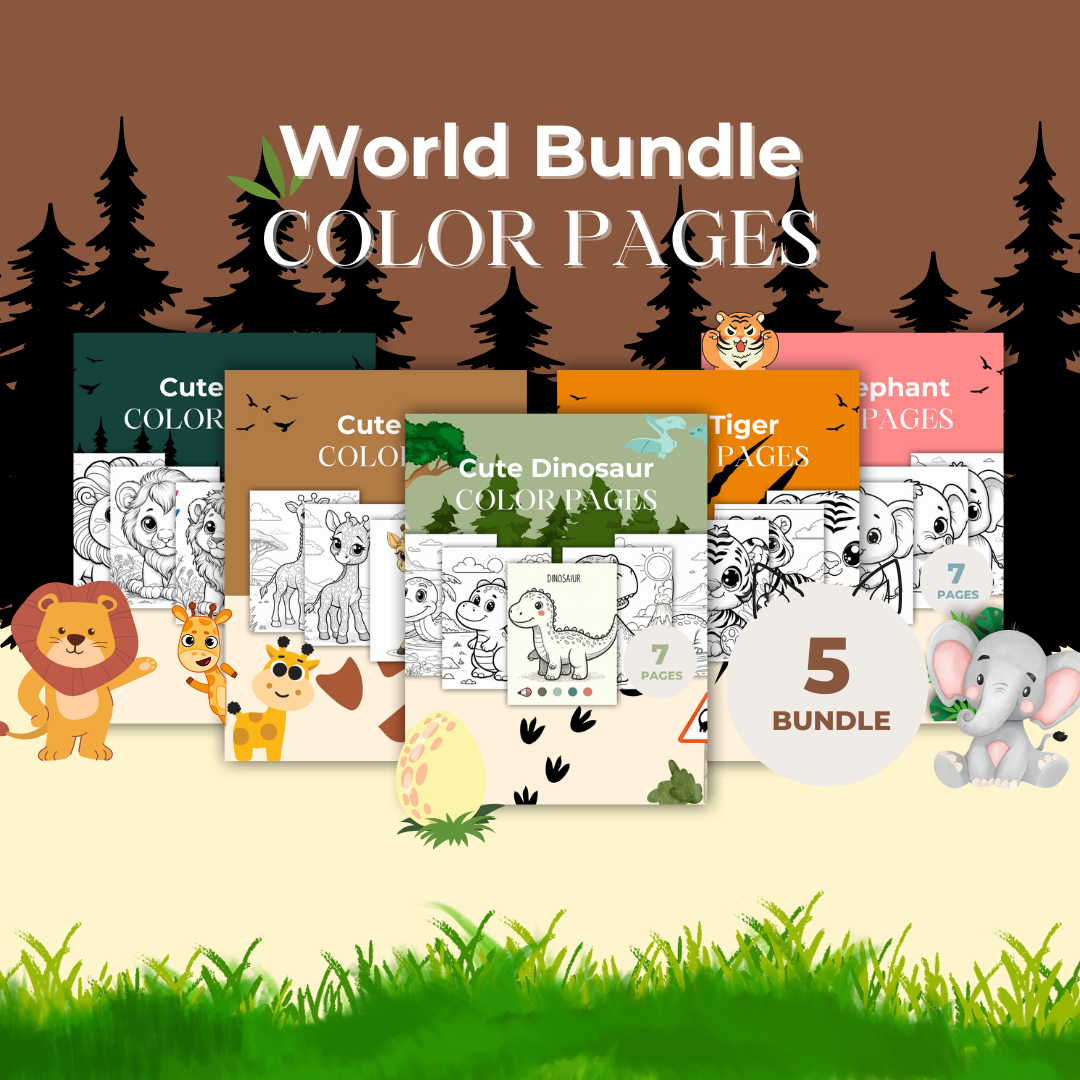 World Bundle
COLOR PAGES
Cute
COLOR
Cute
COLO
Cute Dinosaur
COLOR PAGES
Tiger
PAGES
ephant
PAGES
DINOSAUR
7
PAGES
7
PAGES
5
BUNDLE